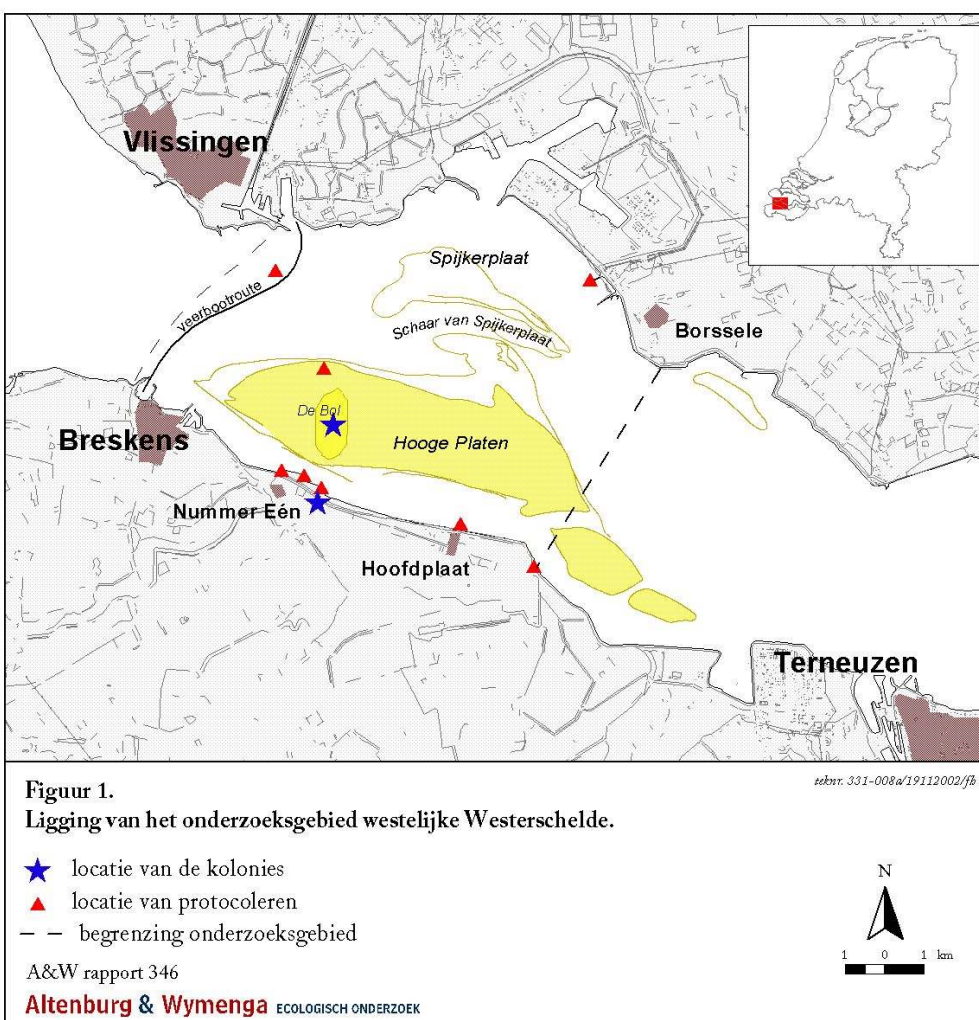 Vlissingen
Spijkerplaat
veerbootroute
Schaar van Spijkerplaat
Borssele
De Bol
Breskens
Hooge Platen
Nummer Eén
Hoofdplaat
Terneuzen
Figuur 1.
teknr. 331-008a/19112002/fh
Ligging van het onderzoeksgebied westelijke Westerschelde.
locatie van de kolonies
locatie van protocoleren
begrenzing onderzoeksgebied
N
1 0 1 km
A&W rapport 346
Altenburg & Wymenga ECOLOGISCH ONDERZOEK